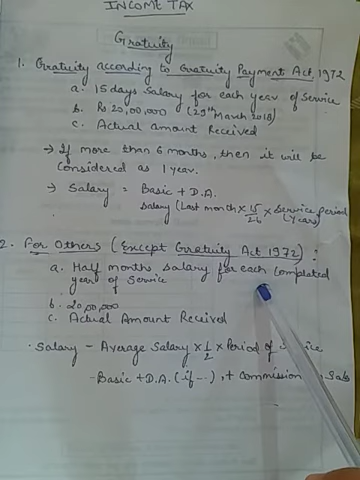 INCOME TAX
Gratuity
1. Gratuity according to Gratuity Payment Act, 1972
a. 15 days Salary for each year of Service
b. Rs 20,00,000 (29th March 2018)
c. Actual amount Received
→ If more than 6 months, then it will be
considered as 1 year.
→ Salary = Basic + D.A.
Salary (Last month × 15/26 × Service period
(Years)
2. For Others (Except Gratuity Act 1972) :
a. Half months salary for each completed
year of Service
b. 20,00,000
c. Actual Amount Received
. Salary - Average Salary × 1/2 × Period of
- Basic + D.A. (if -.), + Commission